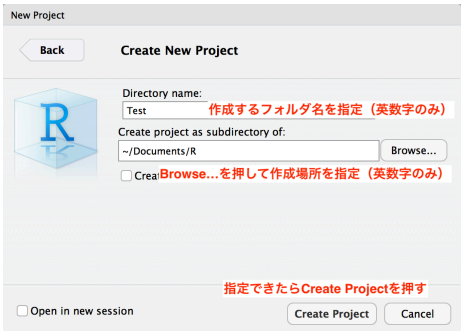 New Project
Back
Create New Project
R
Directory name:
Test
作成するフォルダ名を指定（英数字のみ）
Create project as subdirectory of:
~/Documents/R
Browse...
Browse...を押して作成場所を指定（英数字のみ）
指定できたらCreate Projectを押す
Open in new session
Create Project
Cancel